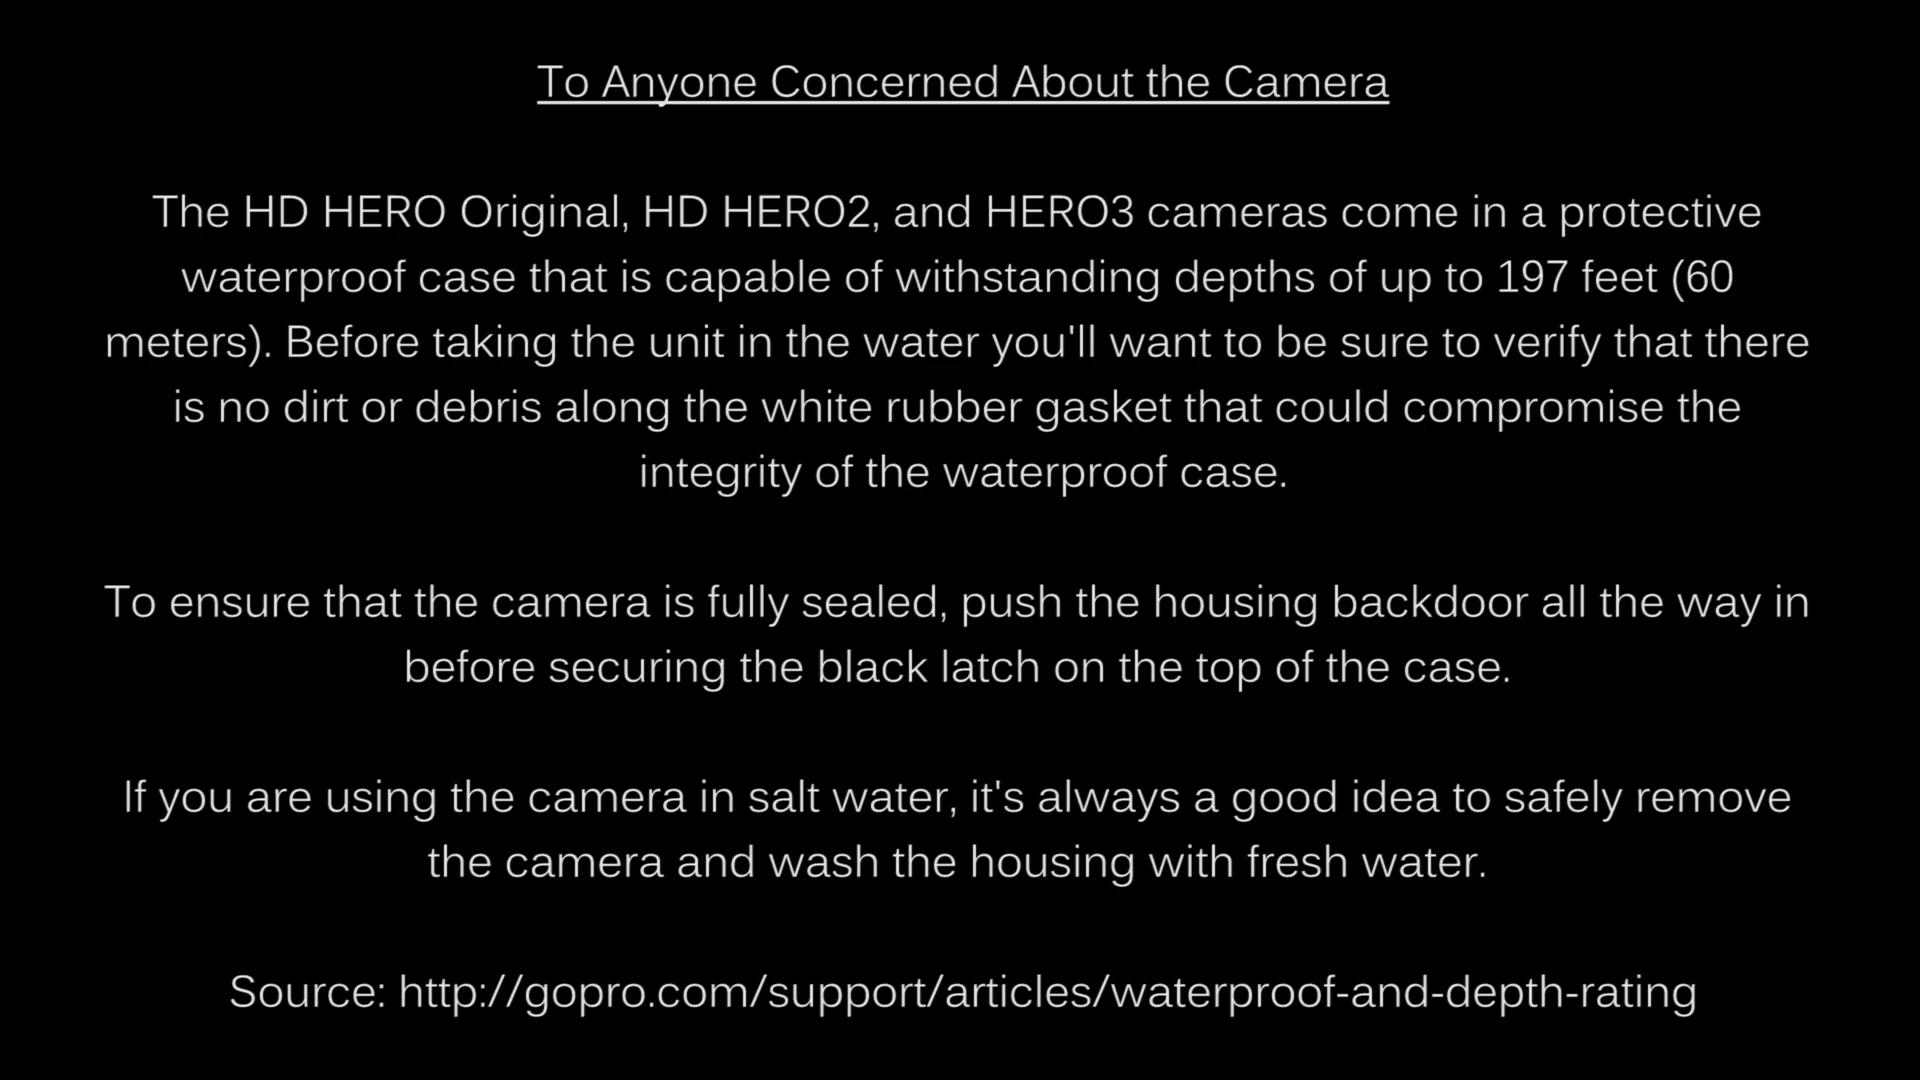 To Anyone Concerned About the Camera
The HD HERO Original, HD HERO2, and HERO3 cameras come in a protective
waterproof case that is capable of withstanding depths of up to 197 feet (60
meters). Before taking the unit in the water you'll want to be sure to verify that there
is no dirt or debris along the white rubber gasket that could compromise the
integrity of the waterproof case.
To ensure that the camera is fully sealed, push the housing backdoor all the way in
before securing the black latch on the top of the case.
If you are using the camera in salt water, it's always a good idea to safely remove
the camera and wash the housing with fresh water.
Source: http://gopro.com/support/articles/waterproof-and-depth-rating